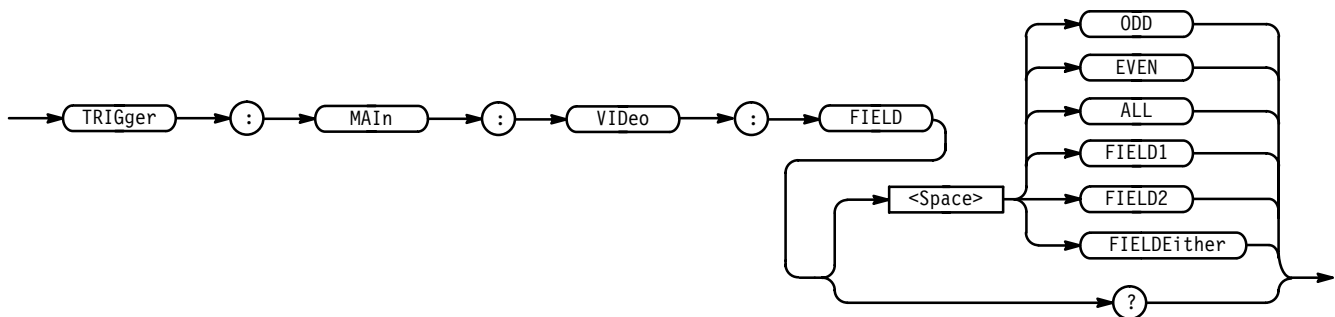 ODD
EVEN
TRIGger : MAIn : VIDeo : FIELD
ALL
FIELD1
<Space> FIELD2
FIELDEither
?